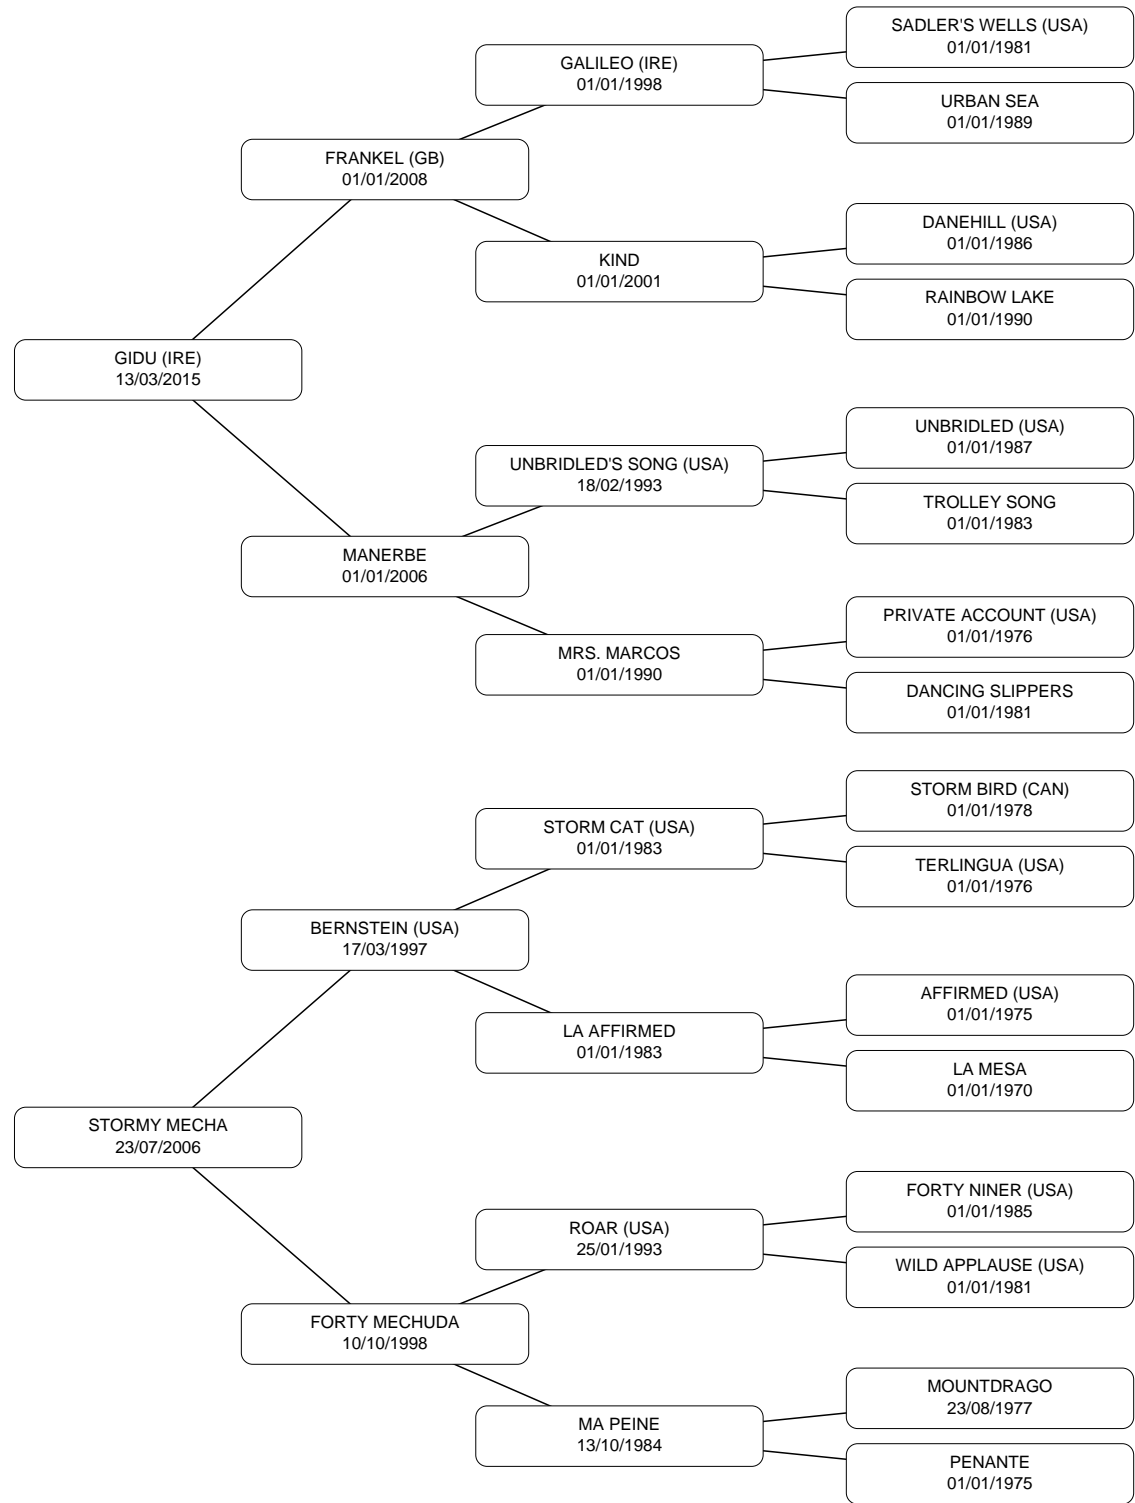 SADLER'S WELLS (USA)
01/01/1981
GALILEO (IRE)
01/01/1998
URBAN SEA
01/01/1989
FRANKEL (GB)
01/01/2008
DANEHILL (USA)
01/01/1986
KIND
01/01/2001
RAINBOW LAKE
01/01/1990
GIDU (IRE)
13/03/2015
UNBRIDLED (USA)
01/01/1987
UNBRIDLED'S SONG (USA)
18/02/1993
TROLLEY SONG
01/01/1983
MANERBE
01/01/2006
PRIVATE ACCOUNT (USA)
01/01/1976
MRS. MARCOS
01/01/1990
DANCING SLIPPERS
01/01/1981
STORM BIRD (CAN)
01/01/1978
STORM CAT (USA)
01/01/1983
TERLINGUA (USA)
01/01/1976
BERNSTEIN (USA)
17/03/1997
AFFIRMED (USA)
01/01/1975
LA AFFIRMED
01/01/1983
LA MESA
01/01/1970
STORMY MECHA
23/07/2006
FORTY NINER (USA)
01/01/1985
ROAR (USA)
25/01/1993
WILD APPLAUSE (USA)
01/01/1981
FORTY MECHUDA
10/10/1998
MOUNTDRAGO
23/08/1977
MA PEINE
13/10/1984
PENANTE
01/01/1975